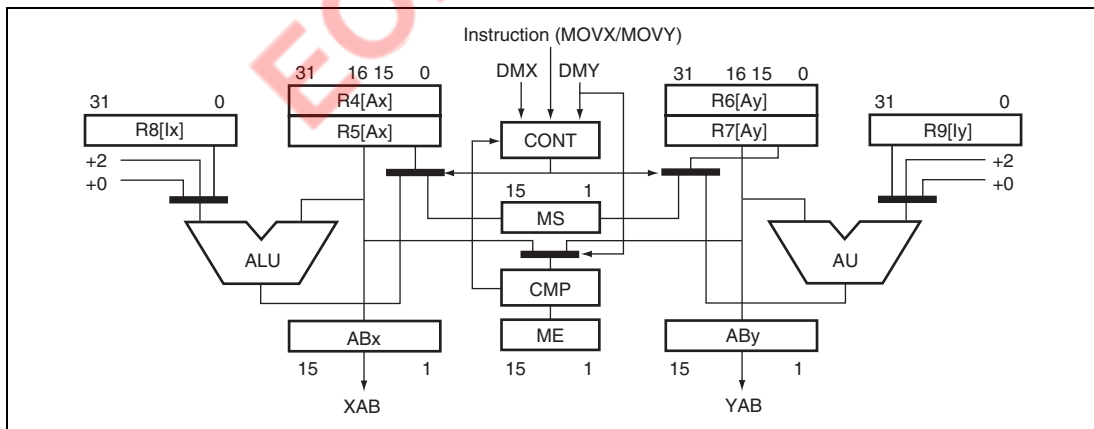 Instruction (MOVX/MOVY)
DMX DMY
31 16 15 0
31 16 15 0
31 0
R4[Ax]
R6[Ay]
31 0
R8[Ix]
R5[Ax]
CONT
R7[Ay]
R9[Iy]
+2
+2
+0
+0
15 1
MS
ALU
AU
CMP
ABx
ME
ABy
15 1
15 1
15 1
XAB
YAB